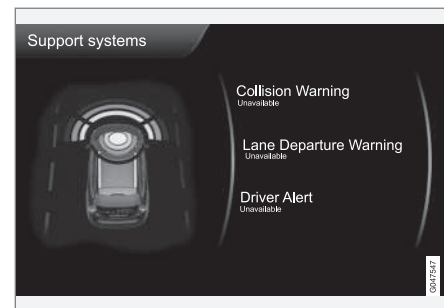 Support systems
Collision Warning
Unavailable
Lane Departure Warning
Unavailable
Driver Alert
Unavailable
G047547